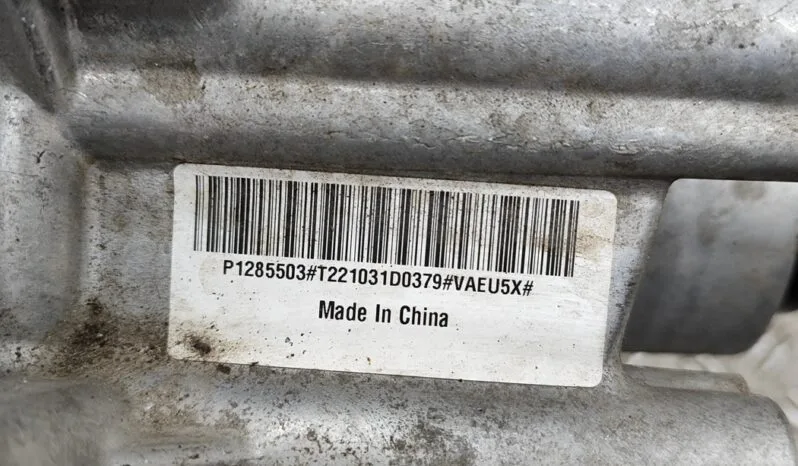 P1285503#T221031D0379#VAEU5X#
Made In China